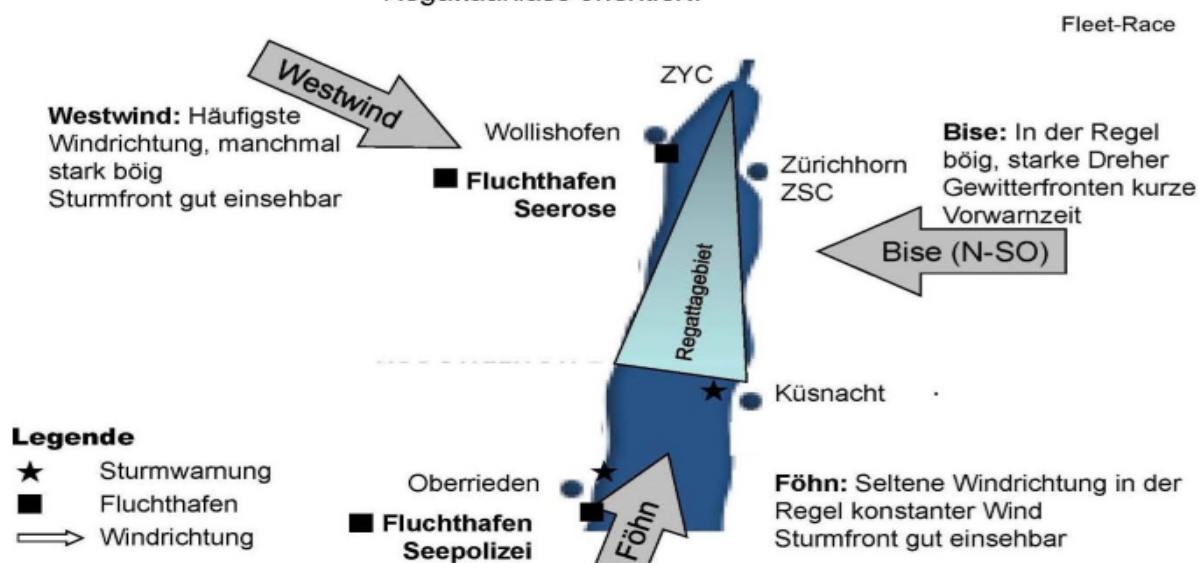 Fleet-Race
Westwind
ZYC
Westwind: Häufigste
Windrichtung, manchmal
stark böig
Sturmfront gut einsehbar
Wollishofen
Fluchthafen
Seerose
Zürichhorn
ZSC
Bise: In der Regel
böig, starke Dreher
Gewitterfronten kurze
Vorwarnzeit
Bise (N-SO)
Regattagebiet
Küsnacht
Legende
Sturmwarnung
Fluchthafen
Windrichtung
Oberrieden
Fluchthafen
Seepolizei
Föhn
Föhn: Seltene Windrichtung in der
Regel konstanter Wind
Sturmfront gut einsehbar